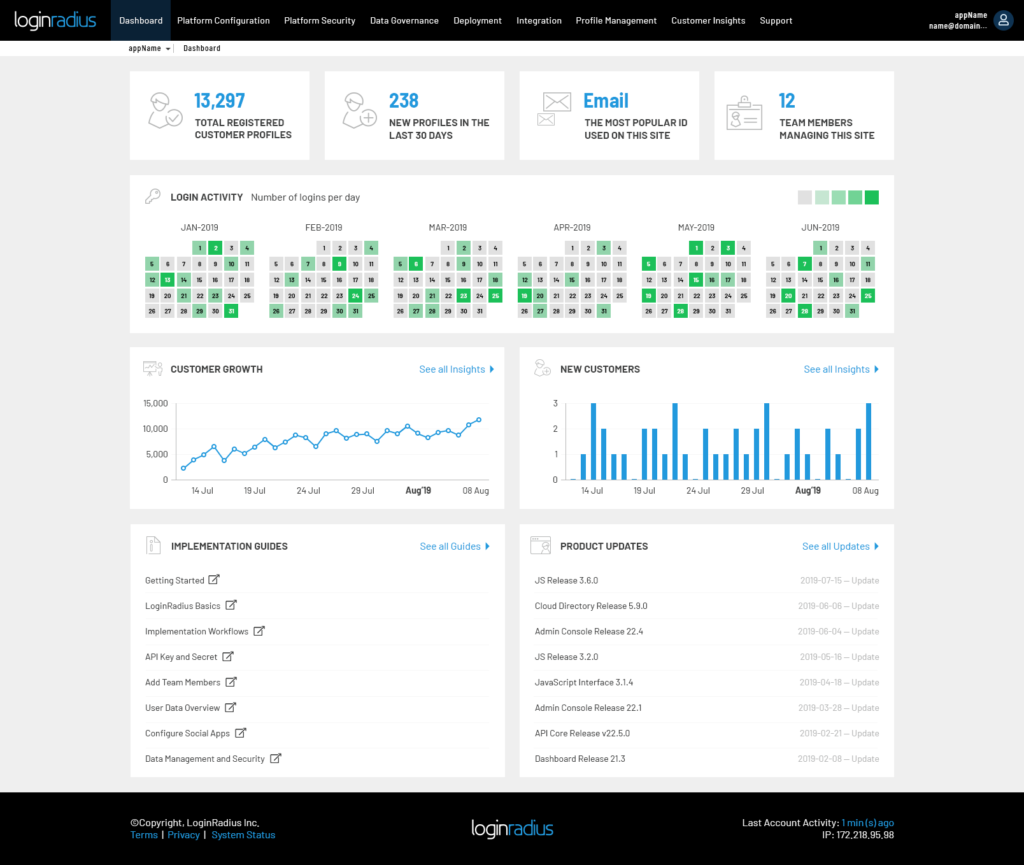 loginradius Dashboard Platform Configuration Platform Security Data Governance Deployment Integration Profile Management Customer Insights Support
appName
name@domain...
appName Dashboard
13,297
TOTAL REGISTERED
CUSTOMER PROFILES
238
NEW PROFILES IN THE
LAST 30 DAYS
Email
THE MOST POPULAR ID
USED ON THIS SITE
12
TEAM MEMBERS
MANAGING THIS SITE
LOGIN ACTIVITY Number of logins per day
JAN-2019
1 2 3 4
5 6 7 8 9 10 11
12 13 14 15 16 17 18
19 20 21 22 23 24 25
26 27 28 29 30 31
FEB-2019
1 2 3 4
5 6 7 8 9 10 11
12 13 14 15 16 17 18
19 20 21 22 23 24 25
26 27 28 29 30 31
MAR-2019
1 2 3 4
5 6 7 8 9 10 11
12 13 14 15 16 17 18
19 20 21 22 23 24 25
26 27 28 29 30 31
APR-2019
1 2 3 4
5 6 7 8 9 10 11
12 13 14 15 16 17 18
19 20 21 22 23 24 25
26 27 28 29 30 31
MAY-2019
1 2 3 4
5 6 7 8 9 10 11
12 13 14 15 16 17 18
19 20 21 22 23 24 25
26 27 28 29 30 31
JUN-2019
1 2 3 4
5 6 7 8 9 10 11
12 13 14 15 16 17 18
19 20 21 22 23 24 25
26 27 28 29 30 31
CUSTOMER GROWTH See all Insights
15,000
10,000
5,000
0
14 Jul 19 Jul 24 Jul 29 Jul Aug'19 08 Aug
NEW CUSTOMERS See all Insights
3
2
1
0
14 Jul 19 Jul 24 Jul 29 Jul Aug'19 08 Aug
IMPLEMENTATION GUIDES See all Guides
Getting Started
LoginRadius Basics
Implementation Workflows
API Key and Secret
Add Team Members
User Data Overview
Configure Social Apps
Data Management and Security
PRODUCT UPDATES See all Updates
JS Release 3.6.0 2019-07-15 — Update
Cloud Directory Release 5.9.0 2019-06-06 — Update
Admin Console Release 22.4 2019-06-04 — Update
JS Release 3.2.0 2019-05-16 — Update
JavaScript Interface 3.1.4 2019-04-18 — Update
Admin Console Release 22.1 2019-03-28 — Update
API Core Release v22.5.0 2019-02-21 — Update
Dashboard Release 21.3 2019-02-08 — Update
©Copyright, LoginRadius Inc.
Terms | Privacy | System Status
loginradius
Last Account Activity: 1 min (s) ago
IP: 172.218.95.98